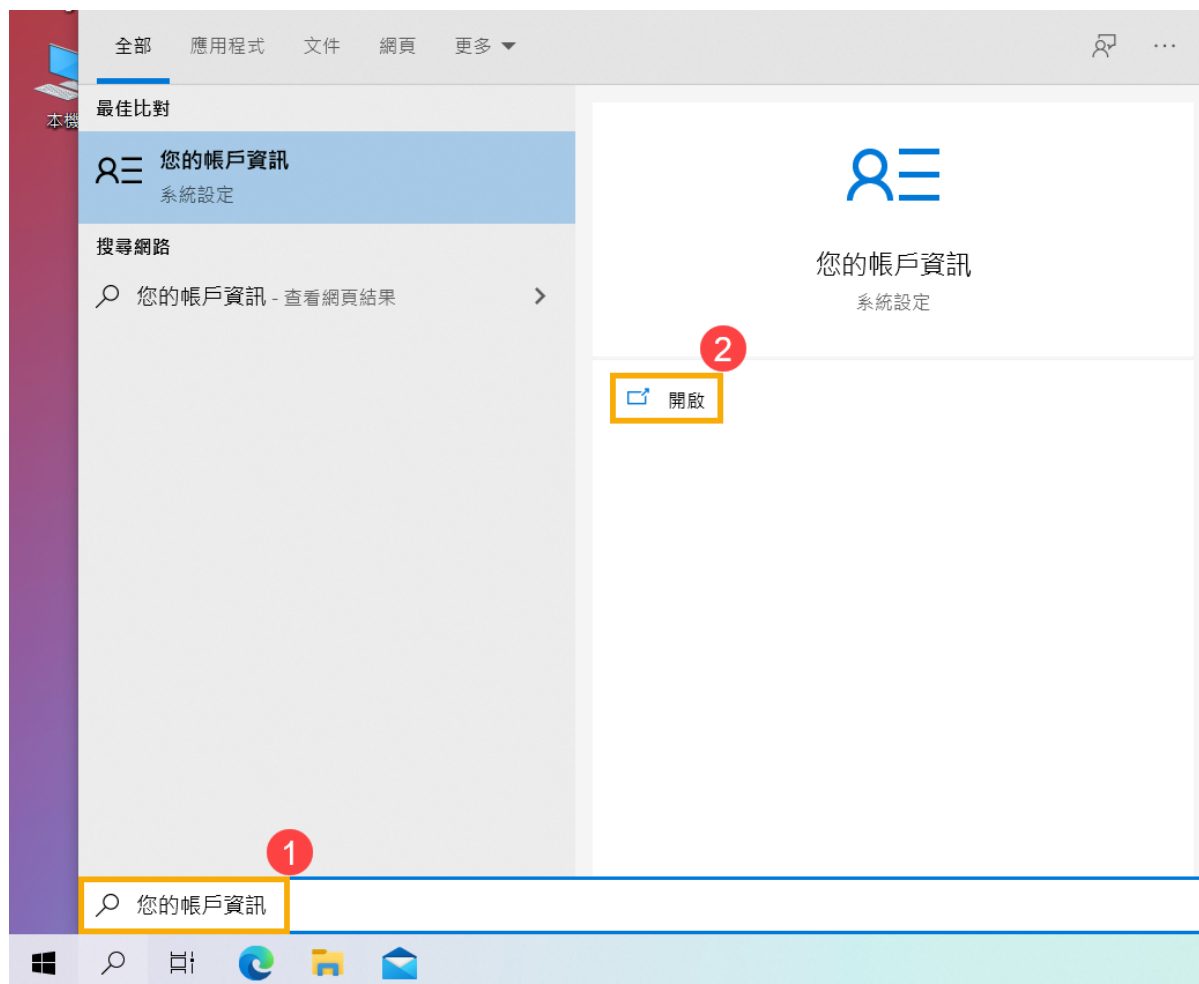 全部 應用程式 文件 網頁 更多
本機
最佳比對
您的帳戶資訊
系統設定
搜尋網路
您的帳戶資訊 - 查看網頁結果
您的帳戶資訊
系統設定
2
開啟
1
您的帳戶資訊